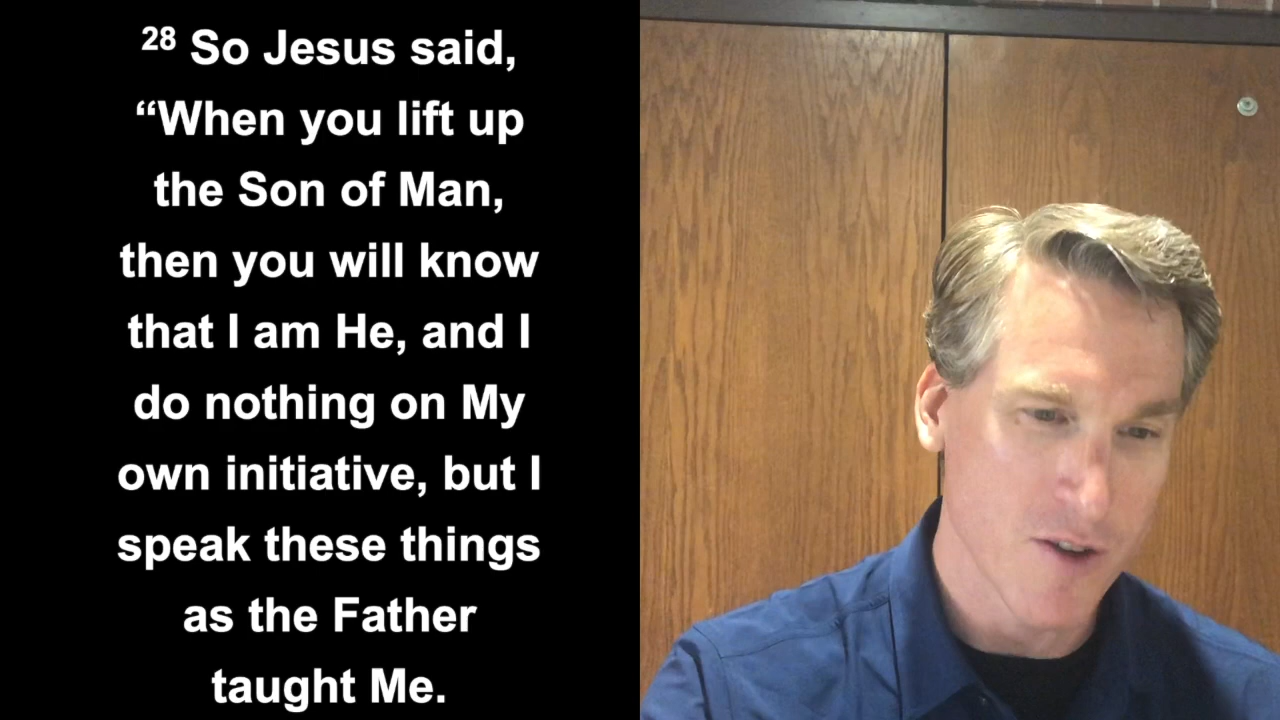 28 So Jesus said,
“When you lift up
the Son of Man,
then you will know
that I am He, and I
do nothing on My
own initiative, but I
speak these things
as the Father
taught Me.